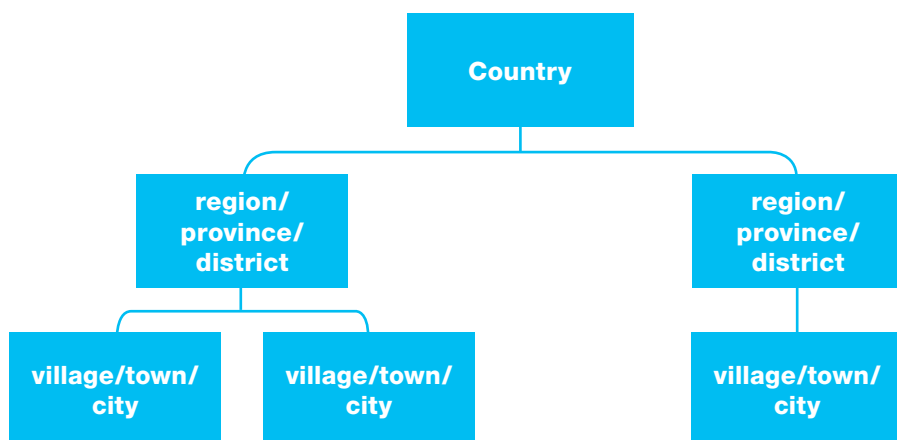 Country
region/
province/
district
region/
province/
district
village/town/
city
village/town/
city
village/town/
city